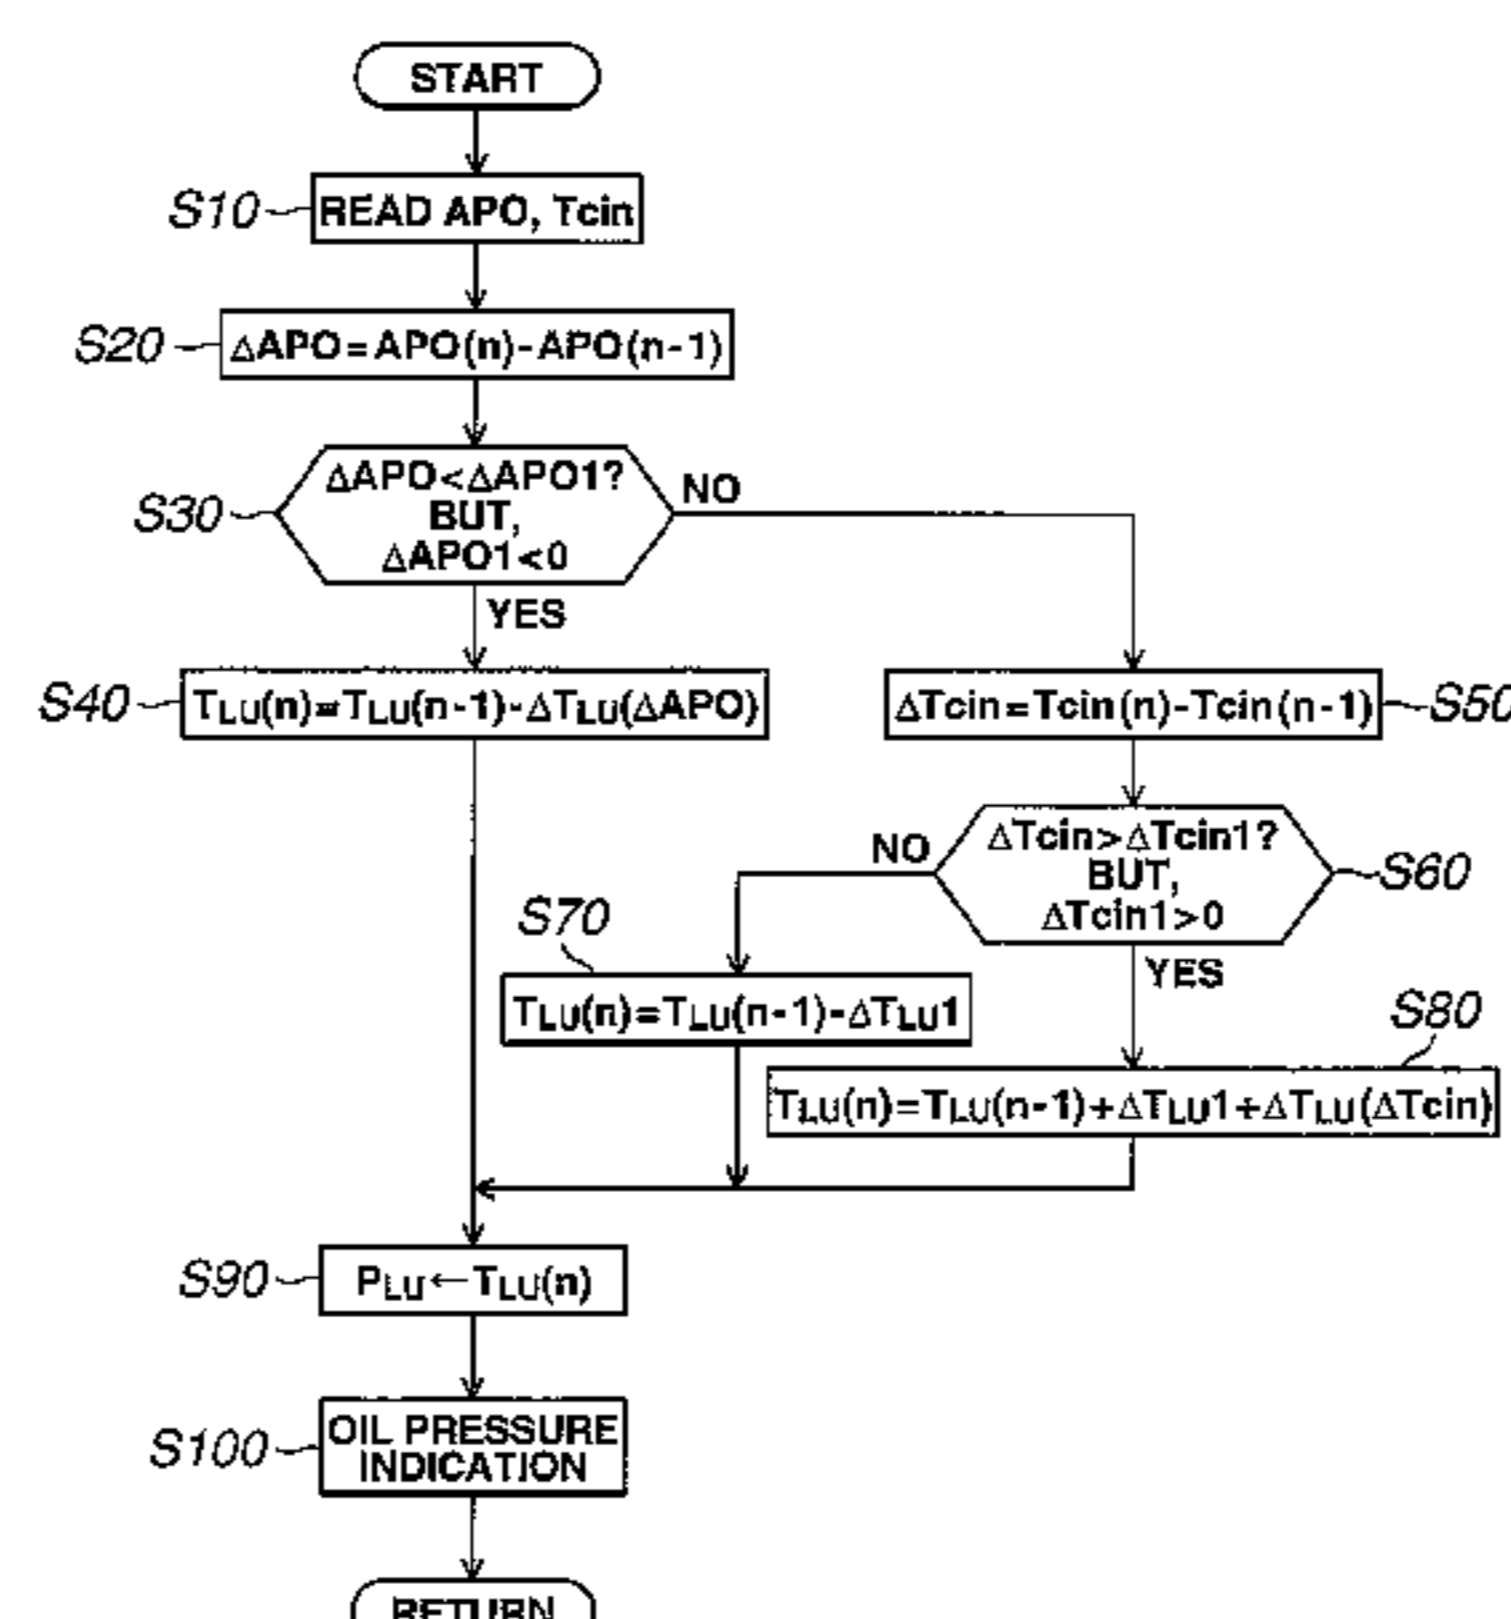 START
S10
READ APO, Tcin
S20
ΔAPO=APO(n)-APO(n-1)
S30
ΔAPO<ΔAPO1?
BUT,
ΔAPO1<0
NO
YES
S40
TLU(n)=TLU(n-1)-ΔTLU(ΔAPO)
ΔTcin=Tcin(n)-Tcin(n-1)
S50
ΔTcin>ΔTcin1?
BUT,
ΔTcin1>0
NO
S60
YES
S70
TLU(n)=TLU(n-1)-ΔTLU1
S80
TLU(n)=TLU(n-1)+ΔTLU1+ΔTLU(ΔTcin)
S90
PLU←TLU(n)
S100
OIL PRESSURE
INDICATION
RETURN